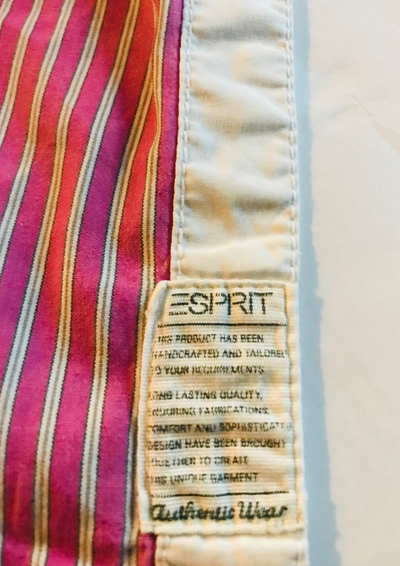 ESPRIT
THIS PRODUCT HAS BEEN
HANDCRAFTED AND TAILORED
TO YOUR REQUIREMENTS.
LONG LASTING QUALITY,
ENDURING FABRICATIONS,
COMFORT AND SOPHISTICATED
DESIGN HAVE BEEN BROUGHT
TOGETHER TO CREATE
THIS UNIQUE GARMENT
Authentic Wear